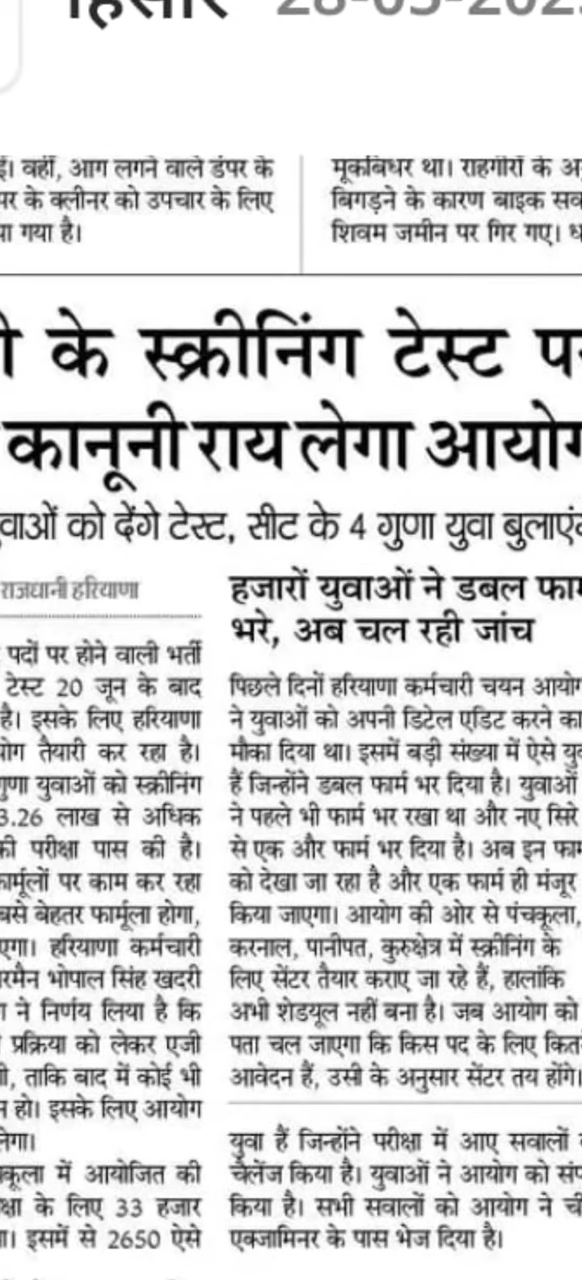 हिसार
वहीं, आग लगने वाले डंपर के
के क्लीनर को उपचार के लिए
गया है।
मूकबधिर था। राहगीरों के
बिगड़ने के कारण बाइक
शिवम जमीन पर गिर गए।
के स्क्रीनिंग टेस्ट
कानूनी राय लेगा आयोग
को देंगे टेस्ट, सीट के 4 गुणा युवा बुलाएंगे
राजधानी हरियाणा
पदों पर होने वाली भर्ती
टेस्ट 20 जून के बाद
है। इसके लिए हरियाणा
तैयारी कर रहा है।
युवाओं को स्क्रीनिंग
3.26 लाख से अधिक
की परीक्षा पास की है।
फार्मूलों पर काम कर रहा
बेहतर फार्मूला होगा,
हरियाणा कर्मचारी
भोपाल सिंह खदरी
ने निर्णय लिया है कि
प्रक्रिया को लेकर एजी
ताकि बाद में कोई भी
हो। इसके लिए आयोग
लेगा।
में आयोजित की
के लिए 33 हजार
इसमें से 2650 ऐसे
हजारों युवाओं ने डबल फार्म
भरे, अब चल रही जांच
पिछले दिनों हरियाणा कर्मचारी चयन आयोग
ने युवाओं को अपनी डिटेल एडिट करने का
मौका दिया था। इसमें बड़ी संख्या में ऐसे
हैं जिन्होंने डबल फार्म भर दिया है। युवाओं
ने पहले भी फार्म भर रखा था और नए सिरे
से एक और फार्म भर दिया है। अब इन
को देखा जा रहा है और एक फार्म ही मंजूर
किया जाएगा। आयोग की ओर से पंचकूला,
करनाल, पानीपत, कुरुक्षेत्र में स्क्रीनिंग के
लिए सेंटर तैयार कराए जा रहे हैं, हालांकि
अभी शेडयूल नहीं बना है। जब आयोग को
पता चल जाएगा कि किस पद के लिए
आवेदन हैं, उसी के अनुसार सेंटर तय होंगे।
युवा हैं जिन्होंने परीक्षा में आए सवालों
चैलेंज किया है। युवाओं ने आयोग को
किया है। सभी सवालों को आयोग ने
एक्जामिनर के पास भेज दिया है।